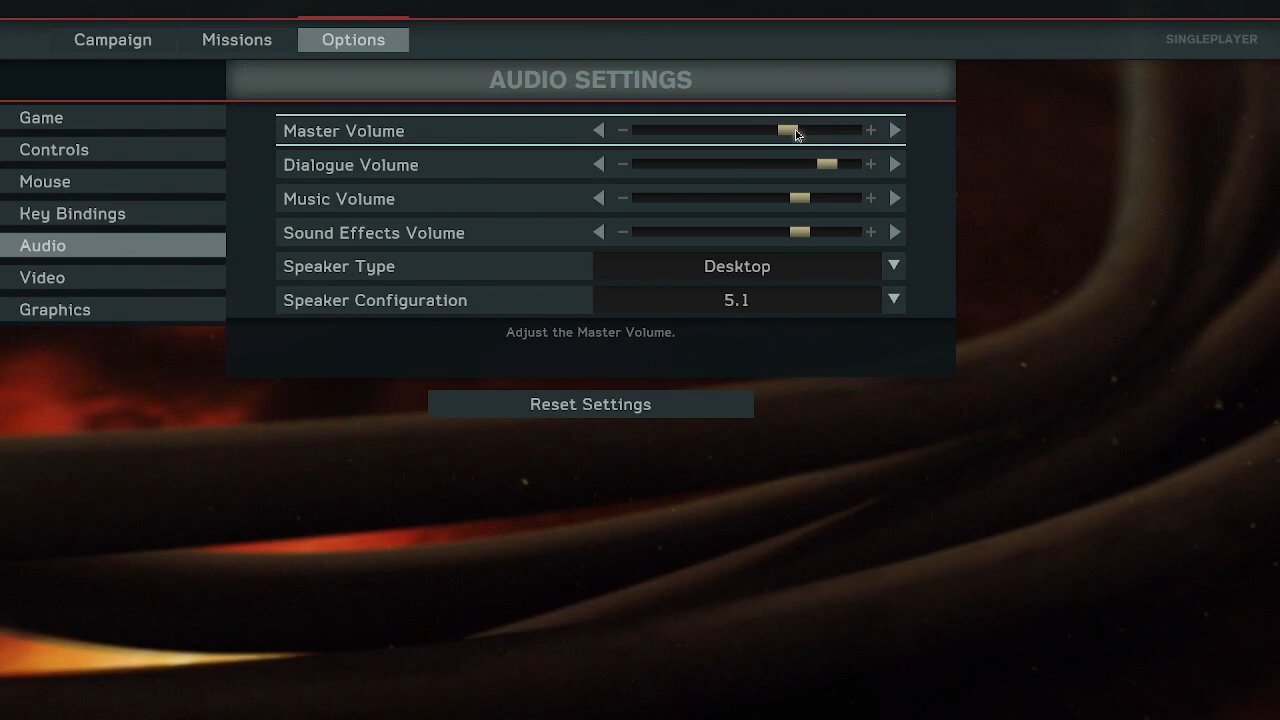 Campaign
Missions
Options
SINGLEPLAYER
AUDIO SETTINGS
Game
Controls
Mouse
Key Bindings
Audio
Video
Graphics
Master Volume
Dialogue Volume
Music Volume
Sound Effects Volume
Speaker Type Desktop
Speaker Configuration 5.1
Adjust the Master Volume.
Reset Settings